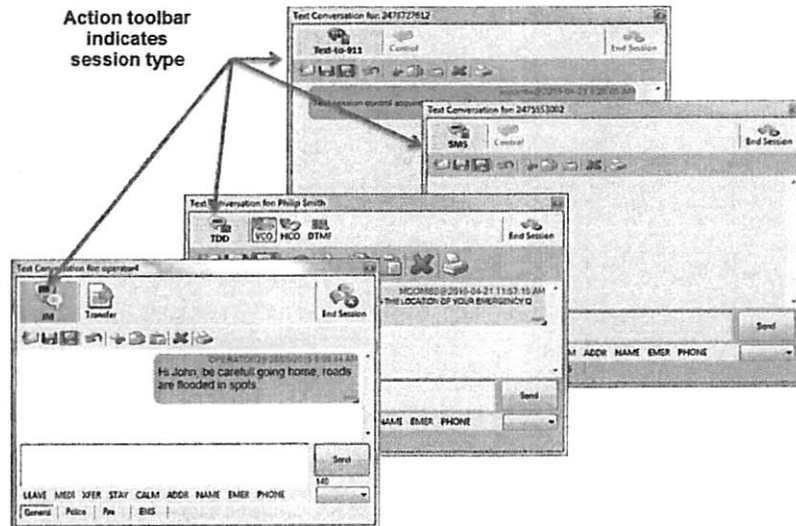 Action toolbar
indicates
session type
Text Conversation for: 2476727612
Text-to-911 Control End Session
Text session control
Text Conversation for: 2475553002
SMS Control End Session
Text Conversation for Philip Smith
TDD VCO HCO DTMF End Session
THE LOCATION OF YOUR EMERGENCY Q
Send
ADDR NAME EMER PHONE
Send
NAME EMER PHONE
Text Conversation for: operator4
IM Transfer End Session
Hi John, be carefull going home, roads
are flooded in spots
Send
140
LEAVE MEDI XFER STAY CALM ADDR NAME EMER PHONE
General Police Fire EMS